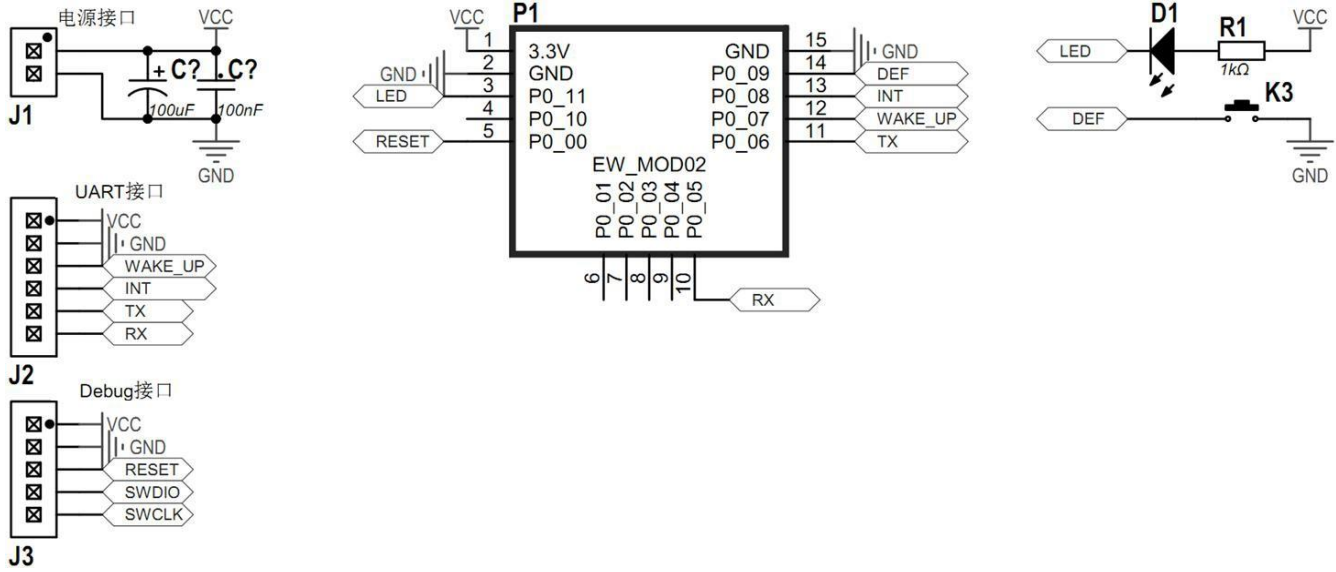 电源接口
VCC
C?
C?
100uF
100nF
J1
GND
UART接口
VCC
GND
WAKE_UP
INT
TX
RX
J2
Debug接口
VCC
GND
RESET
SWDIO
SWCLK
J3
P1
VCC
1 3.3V
GND 2 GND
LED 3 P0_11
4 P0_10
RESET 5 P0_00
GND 15 GND
P0_09 14 DEF
P0_08 13 INT
P0_07 12 WAKE_UP
P0_06 11 TX
EW_MOD02
P0_01
P0_02
P0_03
P0_04
P0_05
6
7
8
9
10
RX
D1
R1
VCC
LED
1kΩ
K3
DEF
GND